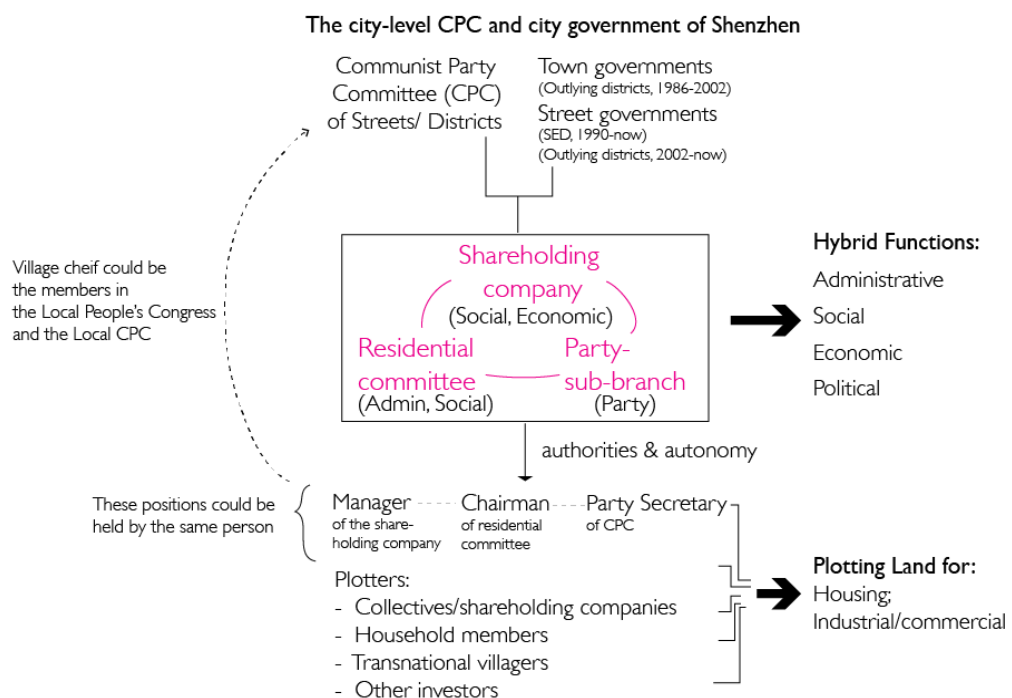 The city-level CPC and city government of Shenzhen
Communist Party
Committee (CPC)
of Streets/ Districts
Town governments
(Outlying districts, 1986-2002)
Street governments
(SED, 1990-now)
(Outlying districts, 2002-now)
Village cheif could be
the members in
the Local People's Congress
and the Local CPC
Shareholding
company
(Social, Economic)
Residential
committee
(Admin, Social)
Party-
sub-branch
(Party)
Hybrid Functions:
Administrative
Social
Economic
Political
authorities & autonomy
These positions could be
held by the same person
Manager
of the share-
holding company
Chairman
of residential
committee
Party Secretary
of CPC
Plotters:
- Collectives/shareholding companies
- Household members
- Transnational villagers
- Other investors
Plotting Land for:
Housing;
Industrial/commercial